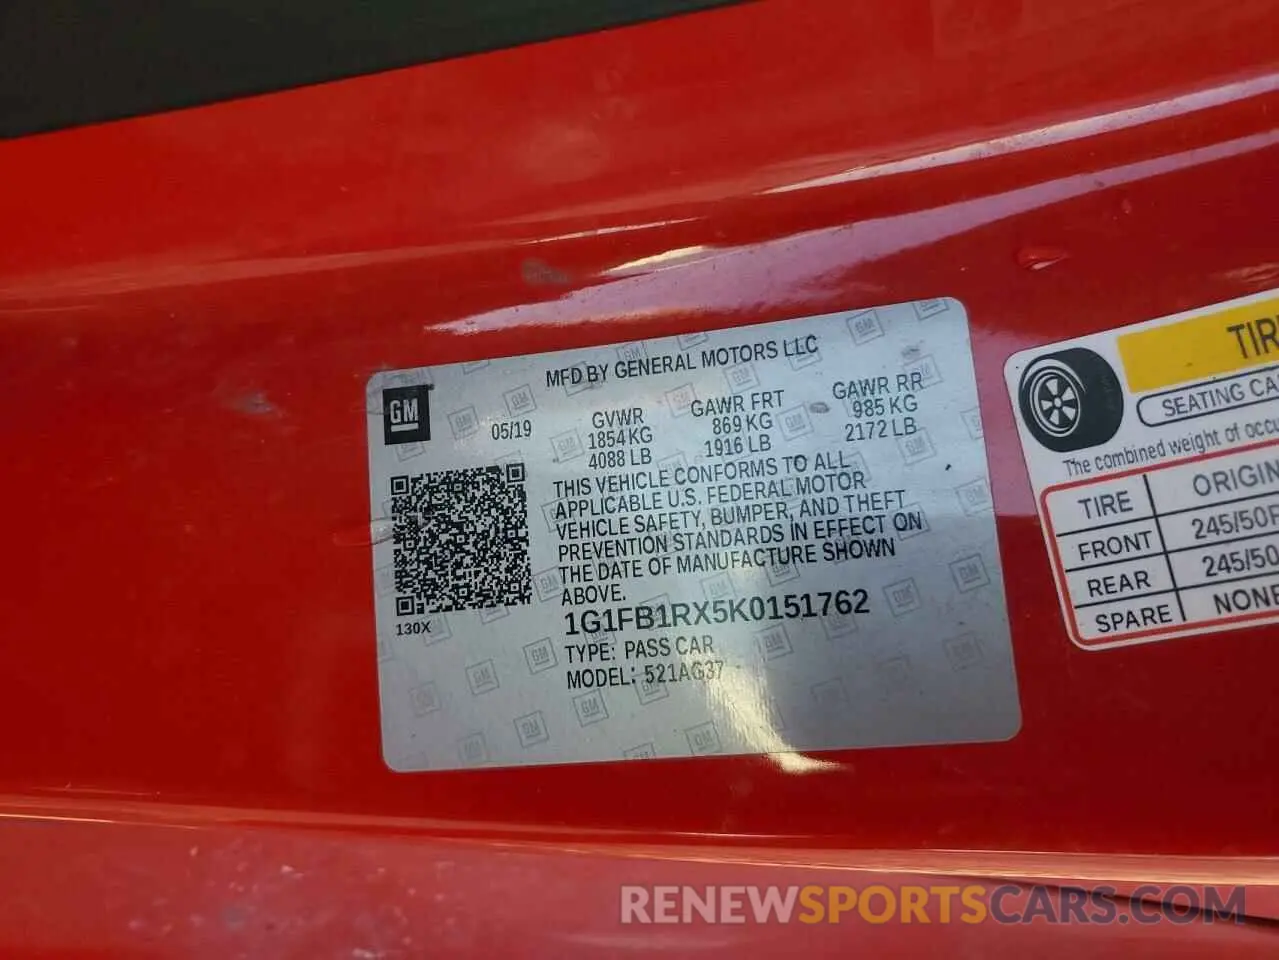 MFD BY GENERAL MOTORS LLC
GM
05/19
GVWR
1854 KG
4088 LB
GAWR FRT
869 KG
1916 LB
GAWR RR
985 KG
2172 LB
THIS VEHICLE CONFORMS TO ALL
APPLICABLE U.S. FEDERAL MOTOR
VEHICLE SAFETY, BUMPER, AND THEFT
PREVENTION STANDARDS IN EFFECT ON
THE DATE OF MANUFACTURE SHOWN
ABOVE.
130X
1G1FB1RX5K0151762
TYPE: PASS CAR
MODEL: 521AG37
TIR
SEATING CA
The combined weight of occu
TIRE ORIGIN
FRONT 245/50R
REAR 245/50
SPARE NONE
RENEWSPORTSCARS.COM